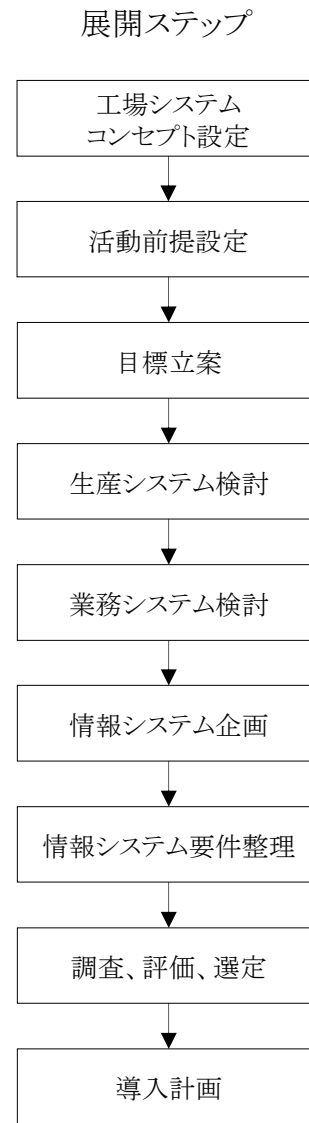 展開ステップ
工場システム
コンセプト設定
活動前提設定
目標立案
生産システム検討
業務システム検討
情報システム企画
情報システム要件整理
調査、評価、選定
導入計画